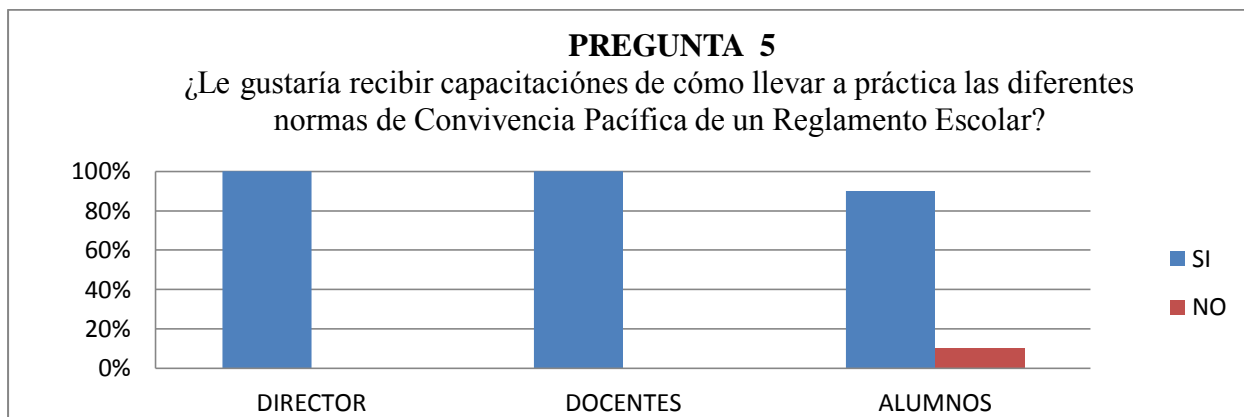 PREGUNTA 5
¿Le gustaría recibir capacitaciónes de cómo llevar a práctica las diferentes
normas de Convivencia Pacífica de un Reglamento Escolar?
100%
80%
60%
40%
20%
0%
DIRECTOR DOCENTES ALUMNOS
SI
NO